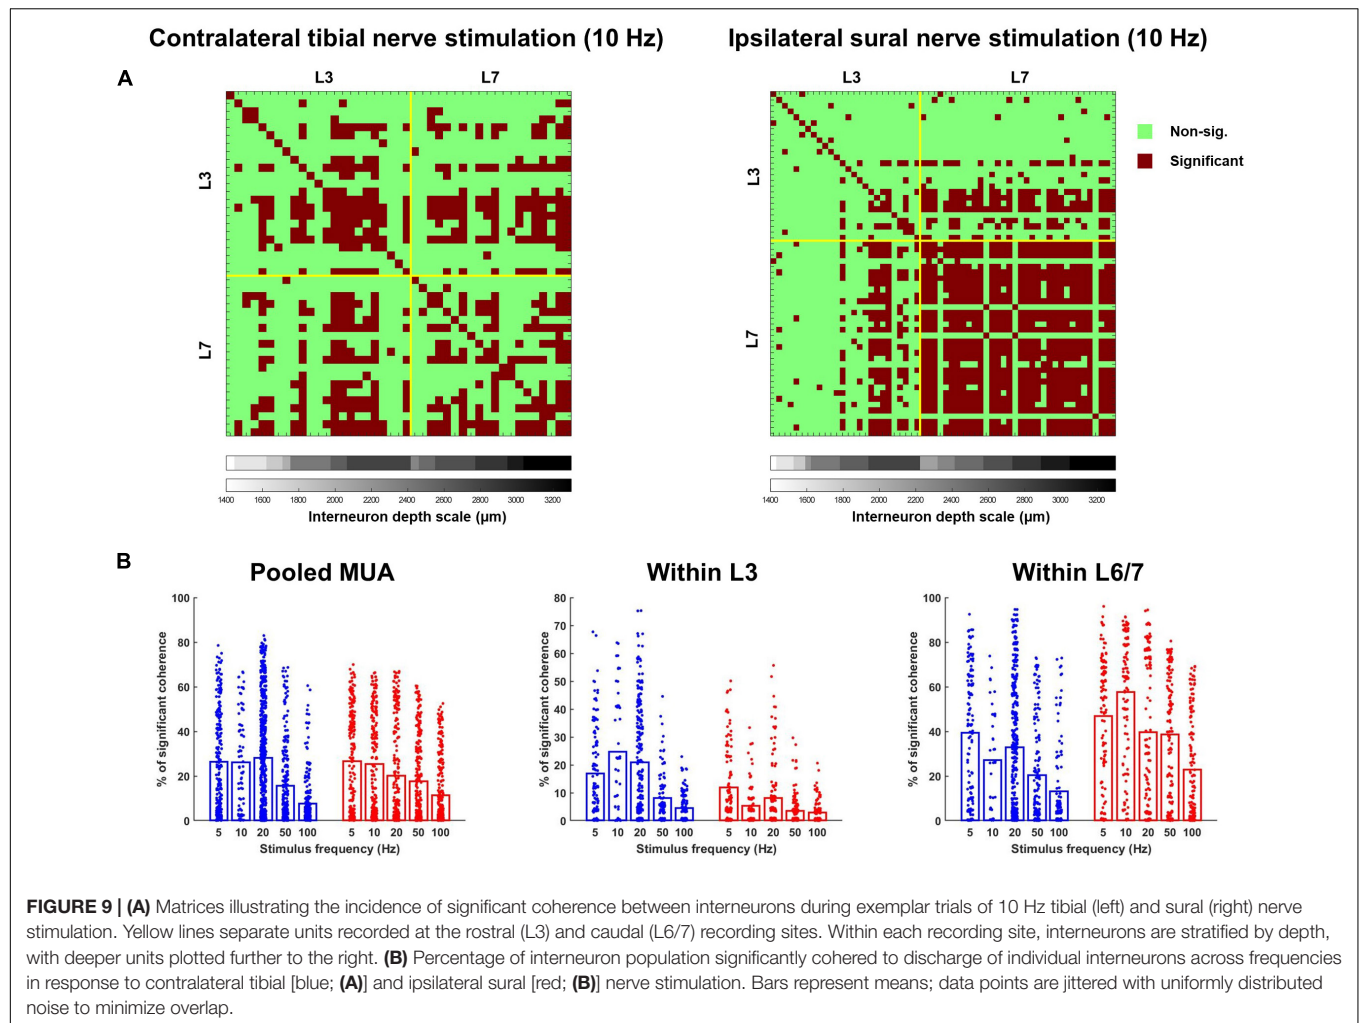 Contralateral tibial nerve stimulation (10 Hz)
Ipsilateral sural nerve stimulation (10 Hz)
A
L3
L7
L3
L7
L3
L7
L3
L7
Non-sig.
Significant
1400 1600 1800 2000 2200 2400 2600 2800 3000 3200
Interneuron depth scale (µm)
1400 1600 1800 2000 2200 2400 2600 2800 3000 3200
Interneuron depth scale (µm)
B
Pooled MUA
% of significant coherence
100
80
60
40
20
0
5 10 20 50 100 5 10 20 50 100
Stimulus frequency (Hz)
Within L3
% of significant coherence
80
70
60
50
40
30
20
10
0
5 10 20 50 100 5 10 20 50 100
Stimulus frequency (Hz)
Within L6/7
% of significant coherence
100
80
60
40
20
0
5 10 20 50 100 5 10 20 50 100
Stimulus frequency (Hz)
FIGURE 9 | (A) Matrices illustrating the incidence of significant coherence between interneurons during exemplar trials of 10 Hz tibial (left) and sural (right) nerve
stimulation. Yellow lines separate units recorded at the rostral (L3) and caudal (L6/7) recording sites. Within each recording site, interneurons are stratified by depth,
with deeper units plotted further to the right. (B) Percentage of interneuron population significantly cohered to discharge of individual interneurons across frequencies
in response to contralateral tibial [blue; (A)] and ipsilateral sural [red; (B)] nerve stimulation. Bars represent means; data points are jittered with uniformly distributed
noise to minimize overlap.